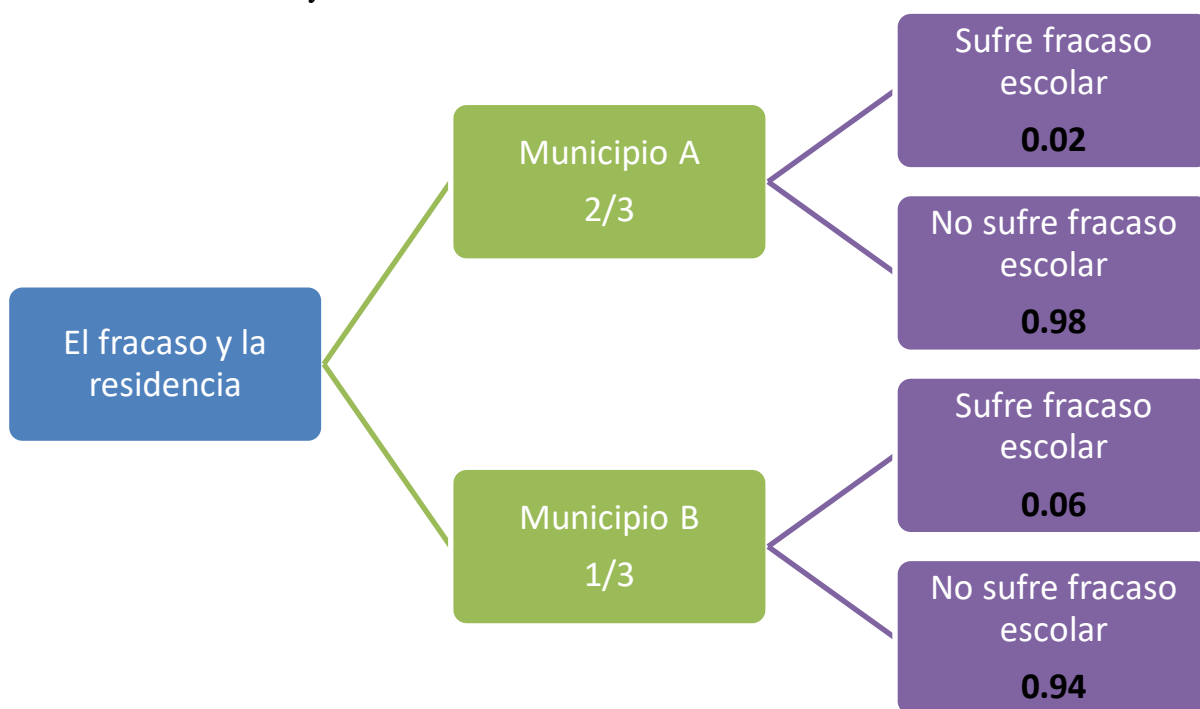 El fracaso y la
residencia
Municipio A
2/3
Municipio B
1/3
Sufre fracaso
escolar
0.02
No sufre fracaso
escolar
0.98
Sufre fracaso
escolar
0.06
No sufre fracaso
escolar
0.94